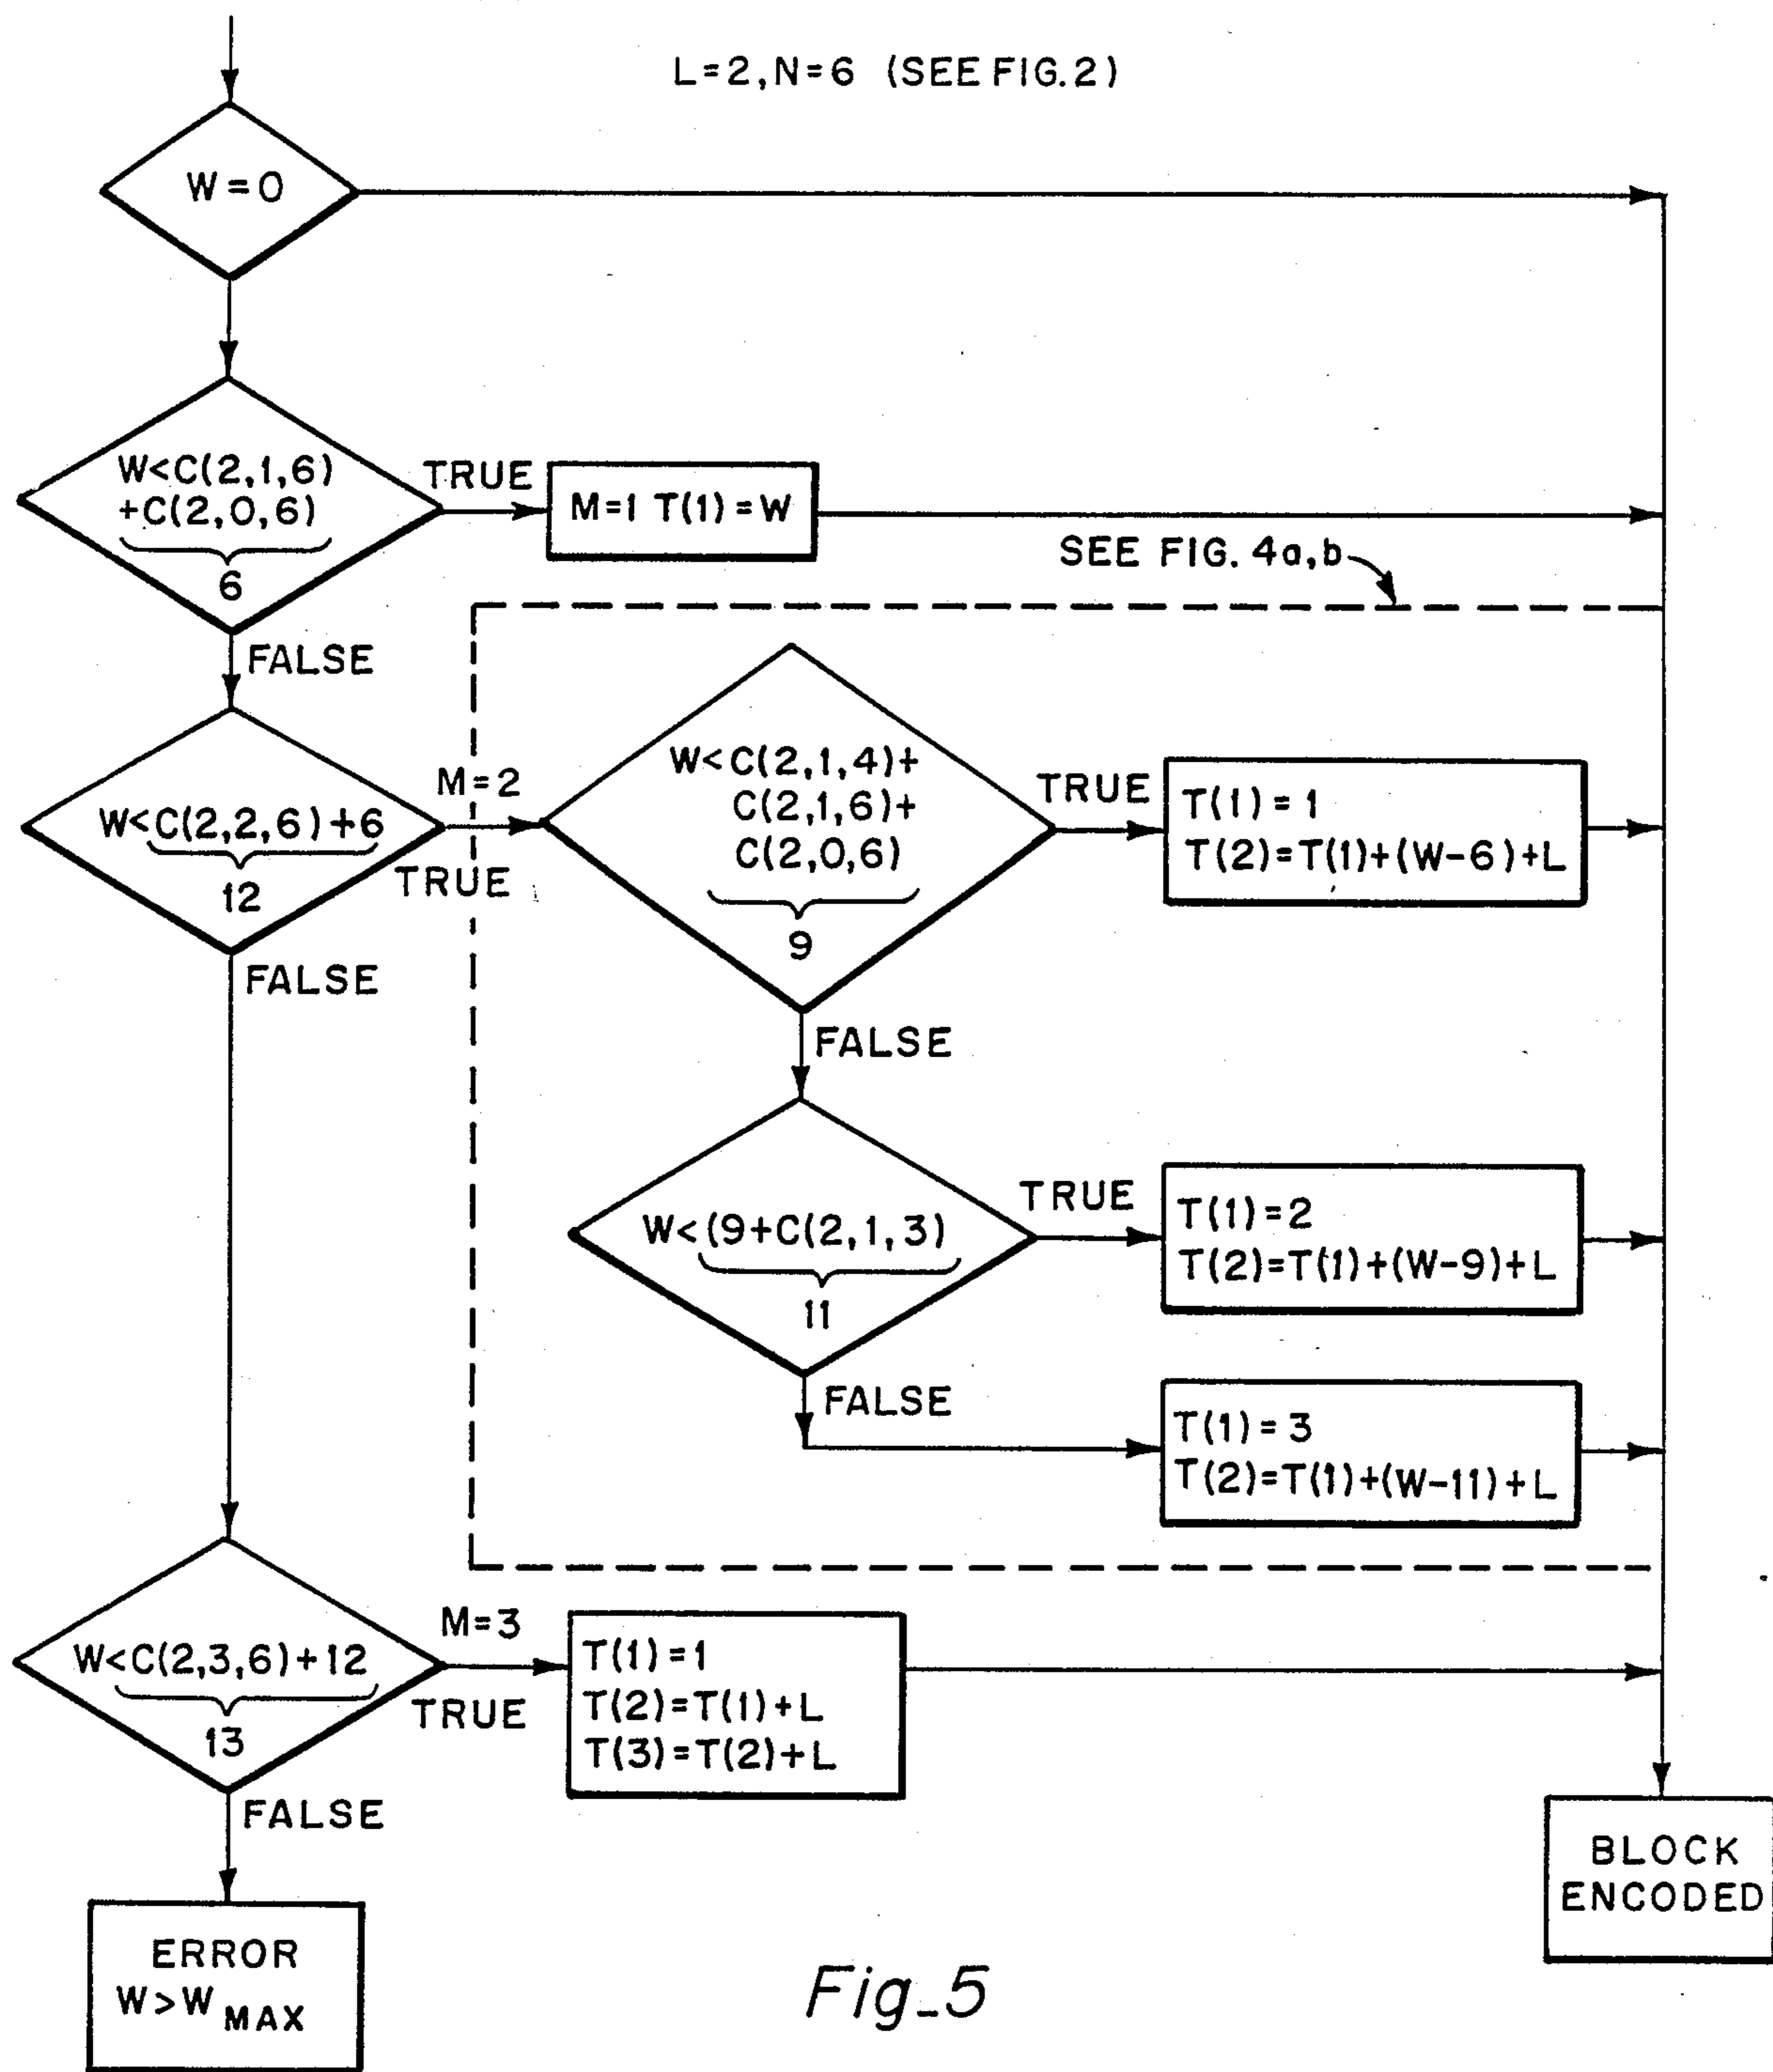 L=2,N=6 (SEE FIG.2)
W=0
W<C(2,1,6)
+C(2,0,6)
6
TRUE
M=1 T(1)=W
SEE FIG. 4a,b
FALSE
W<C(2,2,6)+6
12
M=2
TRUE
W<C(2,1,4)+
C(2,1,6)+
C(2,0,6)
9
TRUE
T(1)=1
T(2)=T(1)+(W-6)+L
FALSE
FALSE
W<(9+C(2,1,3)
11
TRUE
T(1)=2
T(2)=T(1)+(W-9)+L
FALSE
T(1)=3
T(2)=T(1)+(W-11)+L
W<C(2,3,6)+12
13
M=3
TRUE
T(1)=1
T(2)=T(1)+L
T(3)=T(2)+L
FALSE
ERROR
W>W MAX
BLOCK
ENCODED
Fig_5